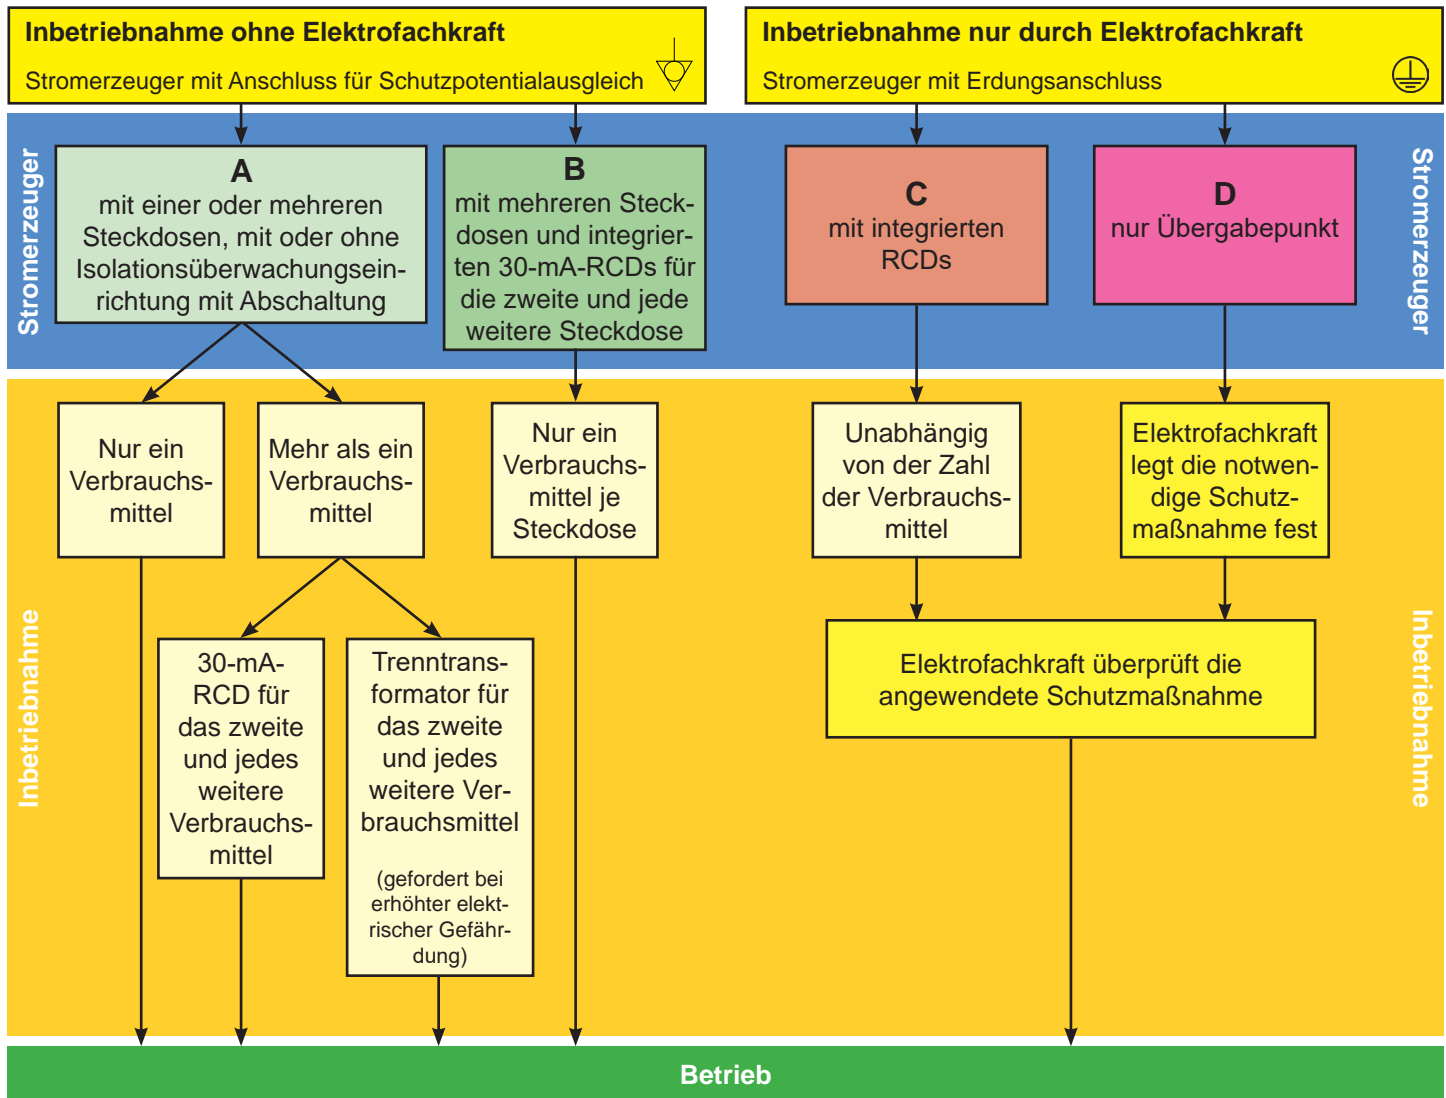 Inbetriebnahme ohne Elektrofachkraft
Stromerzeuger mit Anschluss für Schutzpotentialausgleich
Inbetriebnahme nur durch Elektrofachkraft
Stromerzeuger mit Erdungsanschluss
Stromerzeuger
A
mit einer oder mehreren
Steckdosen, mit oder ohne
Isolationsüberwachungsein-
richtung mit Abschaltung
B
mit mehreren Steck-
dosen und integrier-
ten 30-mA-RCDs für
die zweite und jede
weitere Steckdose
C
mit integrierten
RCDs
D
nur Übergabepunkt
Stromerzeuger
Inbetriebnahme
Nur ein
Verbrauchs-
mittel
Mehr als ein
Verbrauchs-
mittel
Nur ein
Verbrauchs-
mittel je
Steckdose
Unabhängig
von der Zahl
der Verbrauchs-
mittel
Elektrofachkraft
legt die notwen-
dige Schutz-
maßnahme fest
30-mA-
RCD für
das zweite
und jedes
weitere
Verbrauchs-
mittel
Trenntrans-
formator für
das zweite
und jedes
weitere Ver-
brauchsmittel
(gefordert bei
erhöhter elekt-
rischer Gefähr-
dung)
Elektrofachkraft überprüft die
angewendete Schutzmaßnahme
Inbetriebnahme
Betrieb